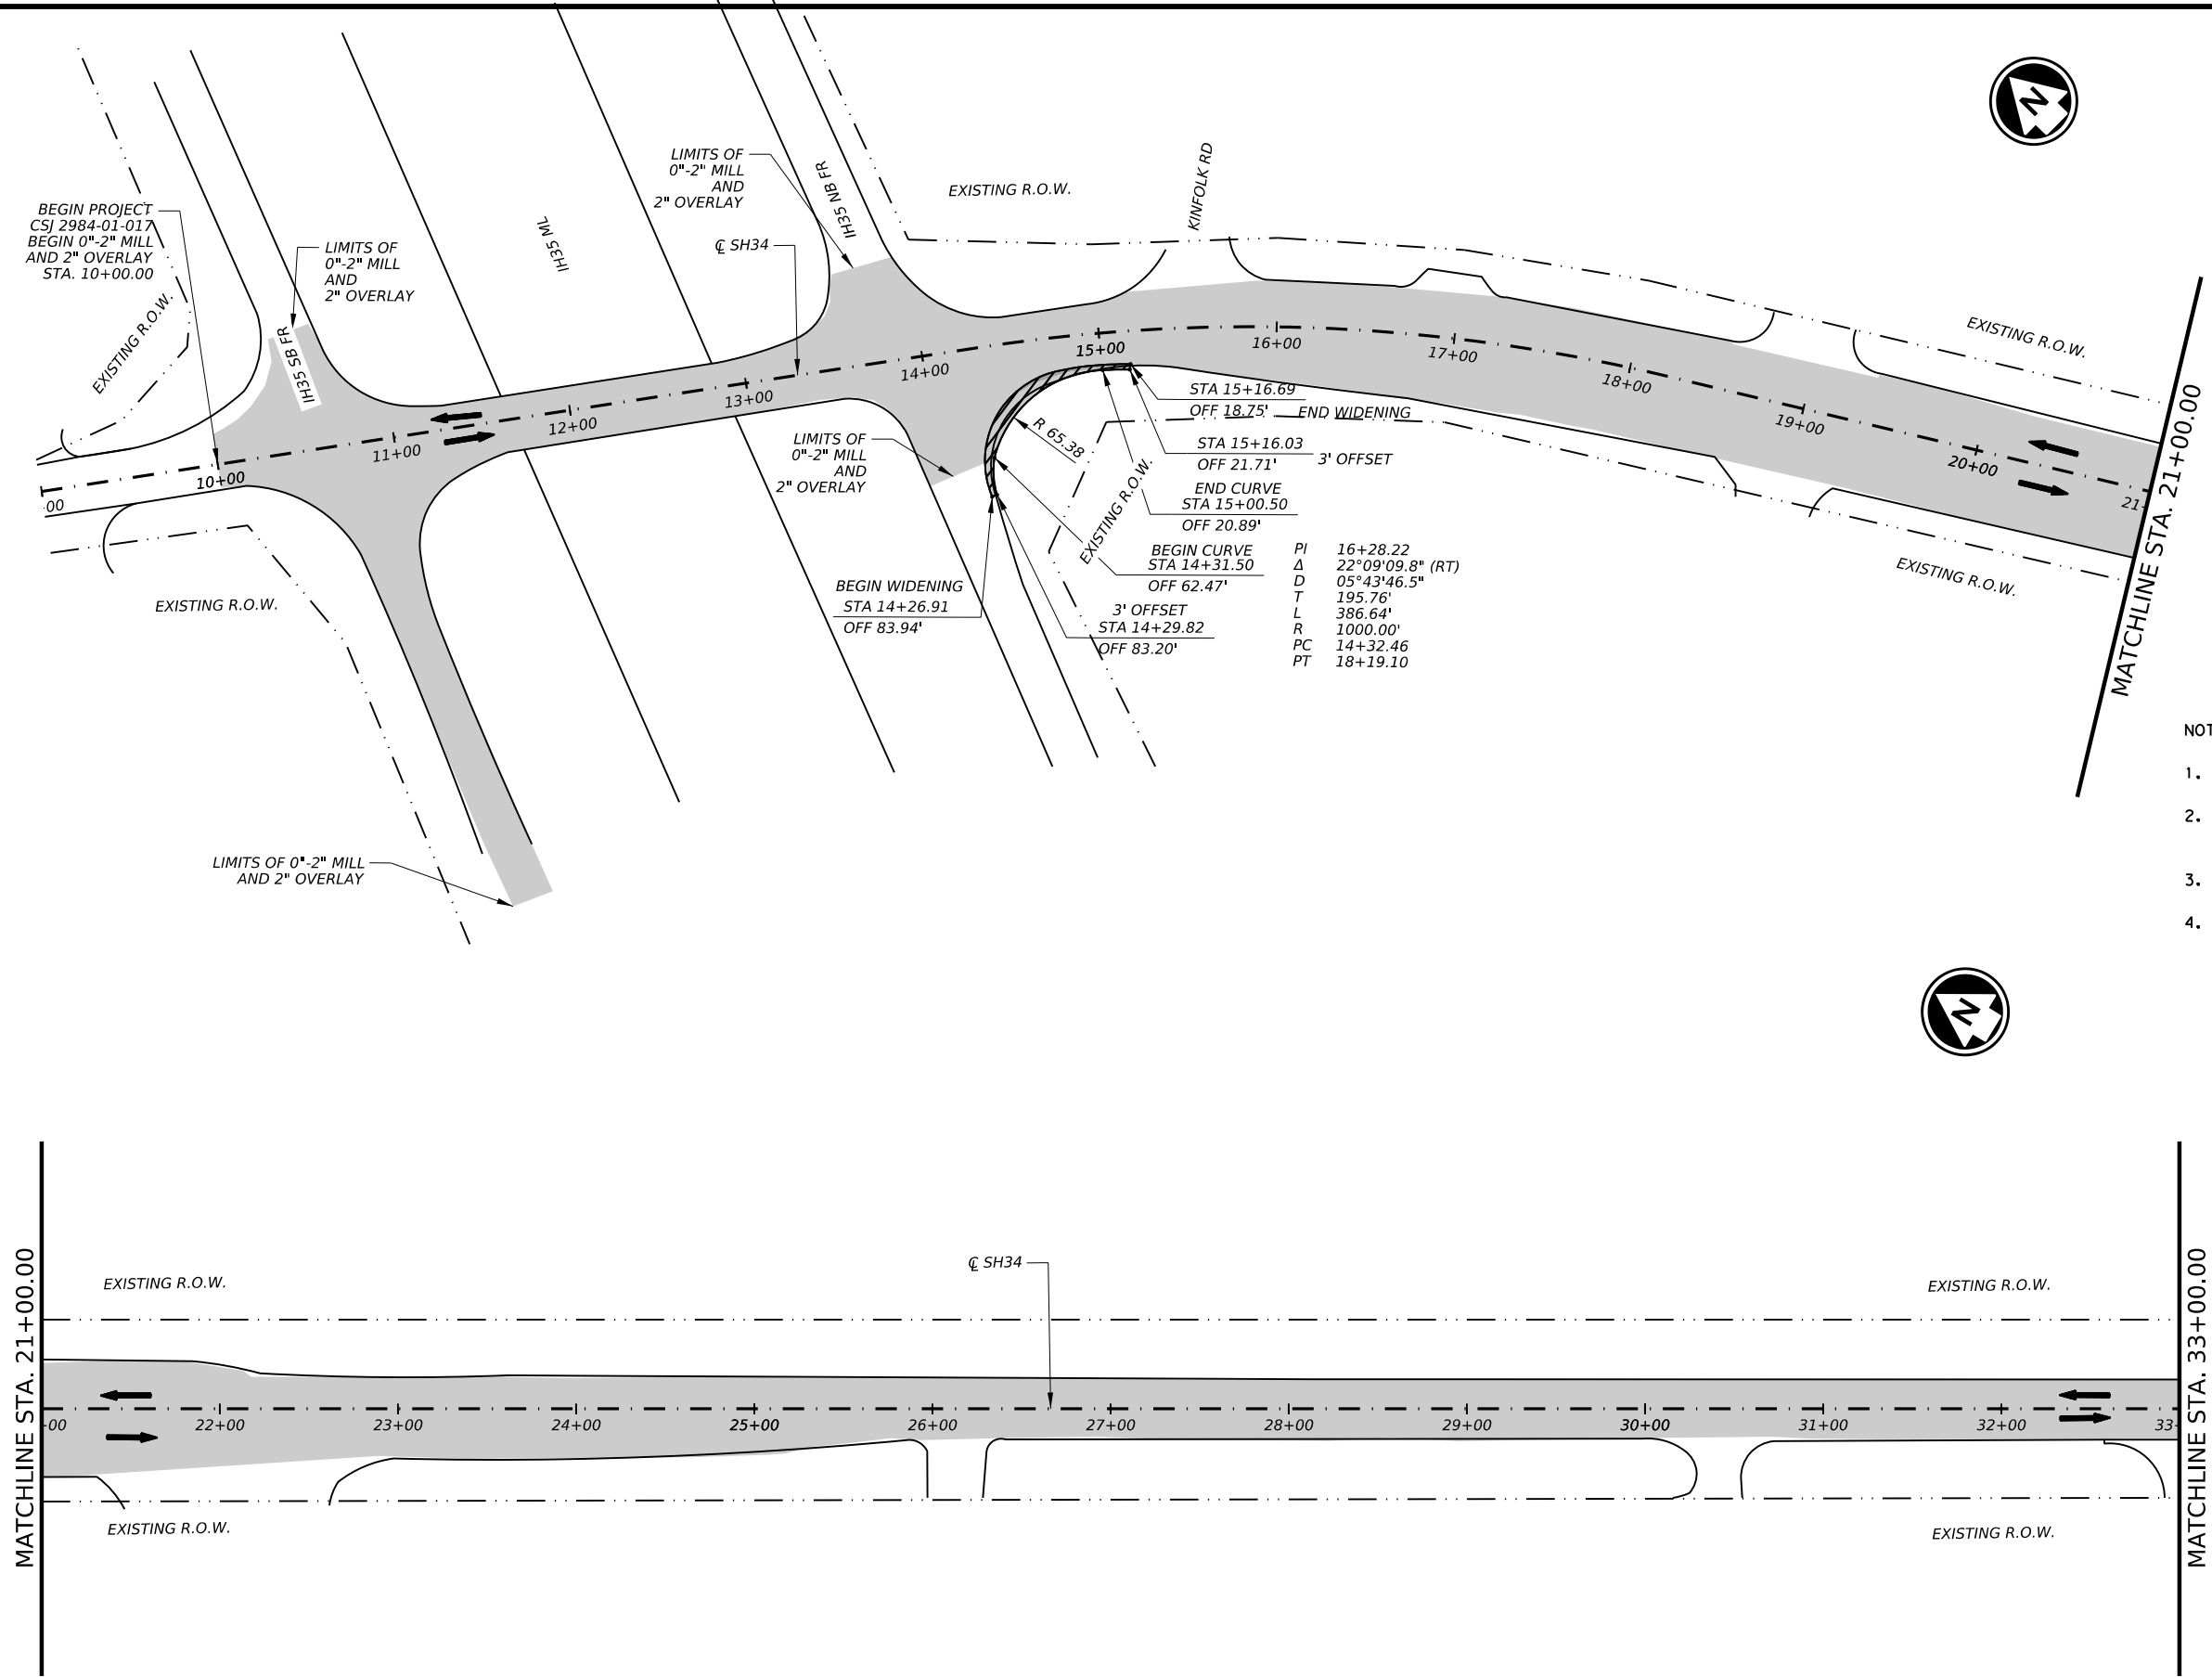 N
LIMITS OF
0"-2" MILL
AND
2" OVERLAY
IH35 NB FR
KINFOLK RD
EXISTING R.O.W.
BEGIN PROJECT
CSJ 2984-01-017
BEGIN 0"-2" MILL
AND 2" OVERLAY
STA. 10+00.00
LIMITS OF
0"-2" MILL
AND
2" OVERLAY
IH35 ML
℄ SH34
EXISTING R.O.W.
IH35 SB FR
EXISTING R.O.W.
00
10+00
11+00
12+00
13+00
14+00
15+00
16+00
17+00
18+00
19+00
20+00
21+
MATCHLINE STA. 21+00.00
STA 15+16.69
OFF 18.75'
END WIDENING
STA 15+16.03
OFF 21.71'
3' OFFSET
R 65.38
EXISTING R.O.W.
END CURVE
STA 15+00.50
OFF 20.89'
LIMITS OF
0"-2" MILL
AND
2" OVERLAY
BEGIN CURVE
STA 14+31.50
OFF 62.47'
BEGIN WIDENING
STA 14+26.91
OFF 83.94'
3' OFFSET
STA 14+29.82
OFF 83.20'
PI 16+28.22
Δ 22°09'09.8" (RT)
D 05°43'46.5"
T 195.76'
L 386.64'
R 1000.00'
PC 14+32.46
PT 18+19.10
EXISTING R.O.W.
EXISTING R.O.W.
LIMITS OF 0"-2" MILL
AND 2" OVERLAY
NOT
1.
2.
3.
4.
N
MATCHLINE STA. 21+00.00
EXISTING R.O.W.
℄ SH34
EXISTING R.O.W.
00
22+00
23+00
24+00
25+00
26+00
27+00
28+00
29+00
30+00
31+00
32+00
33+
EXISTING R.O.W.
EXISTING R.O.W.
MATCHLINE STA. 33+00.00